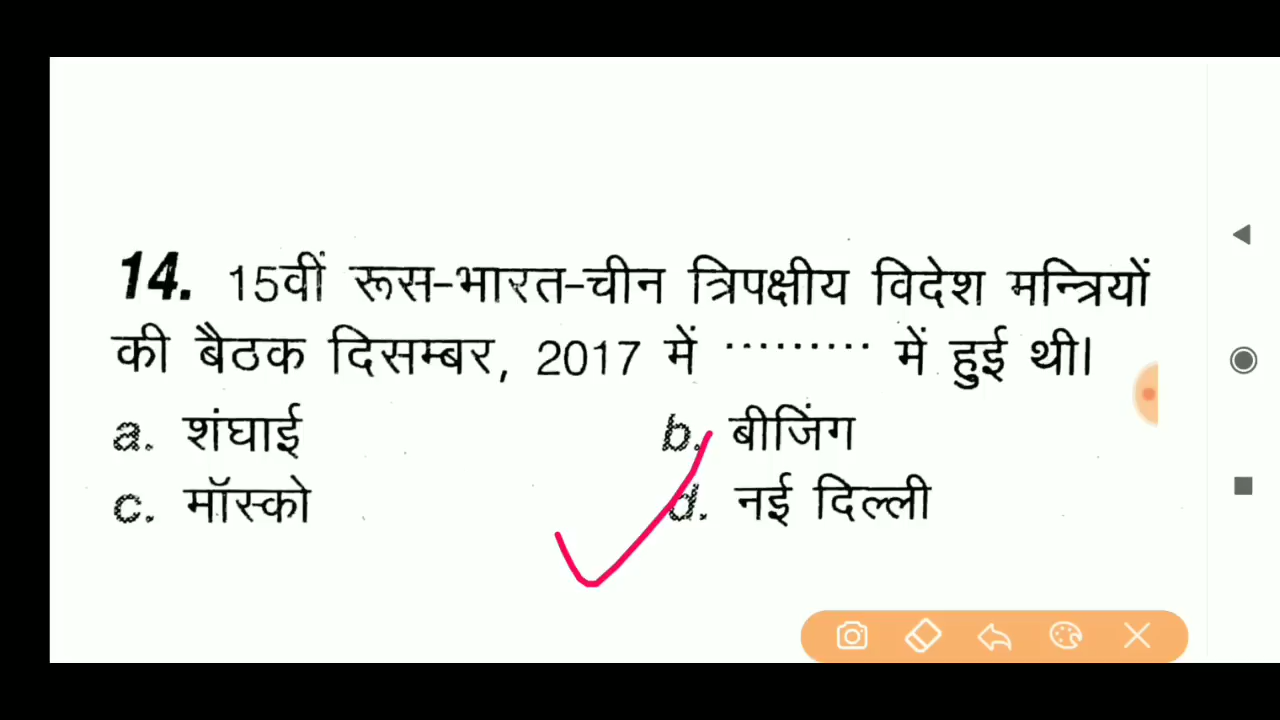 14. 15वीं रूस-भारत-चीन त्रिपक्षीय विदेश मन्त्रियों
की बैठक दिसम्बर, 2017 में ········· में हुई थी।
a. शंघाई b. बीजिंग
c. मॉस्को d. नई दिल्ली